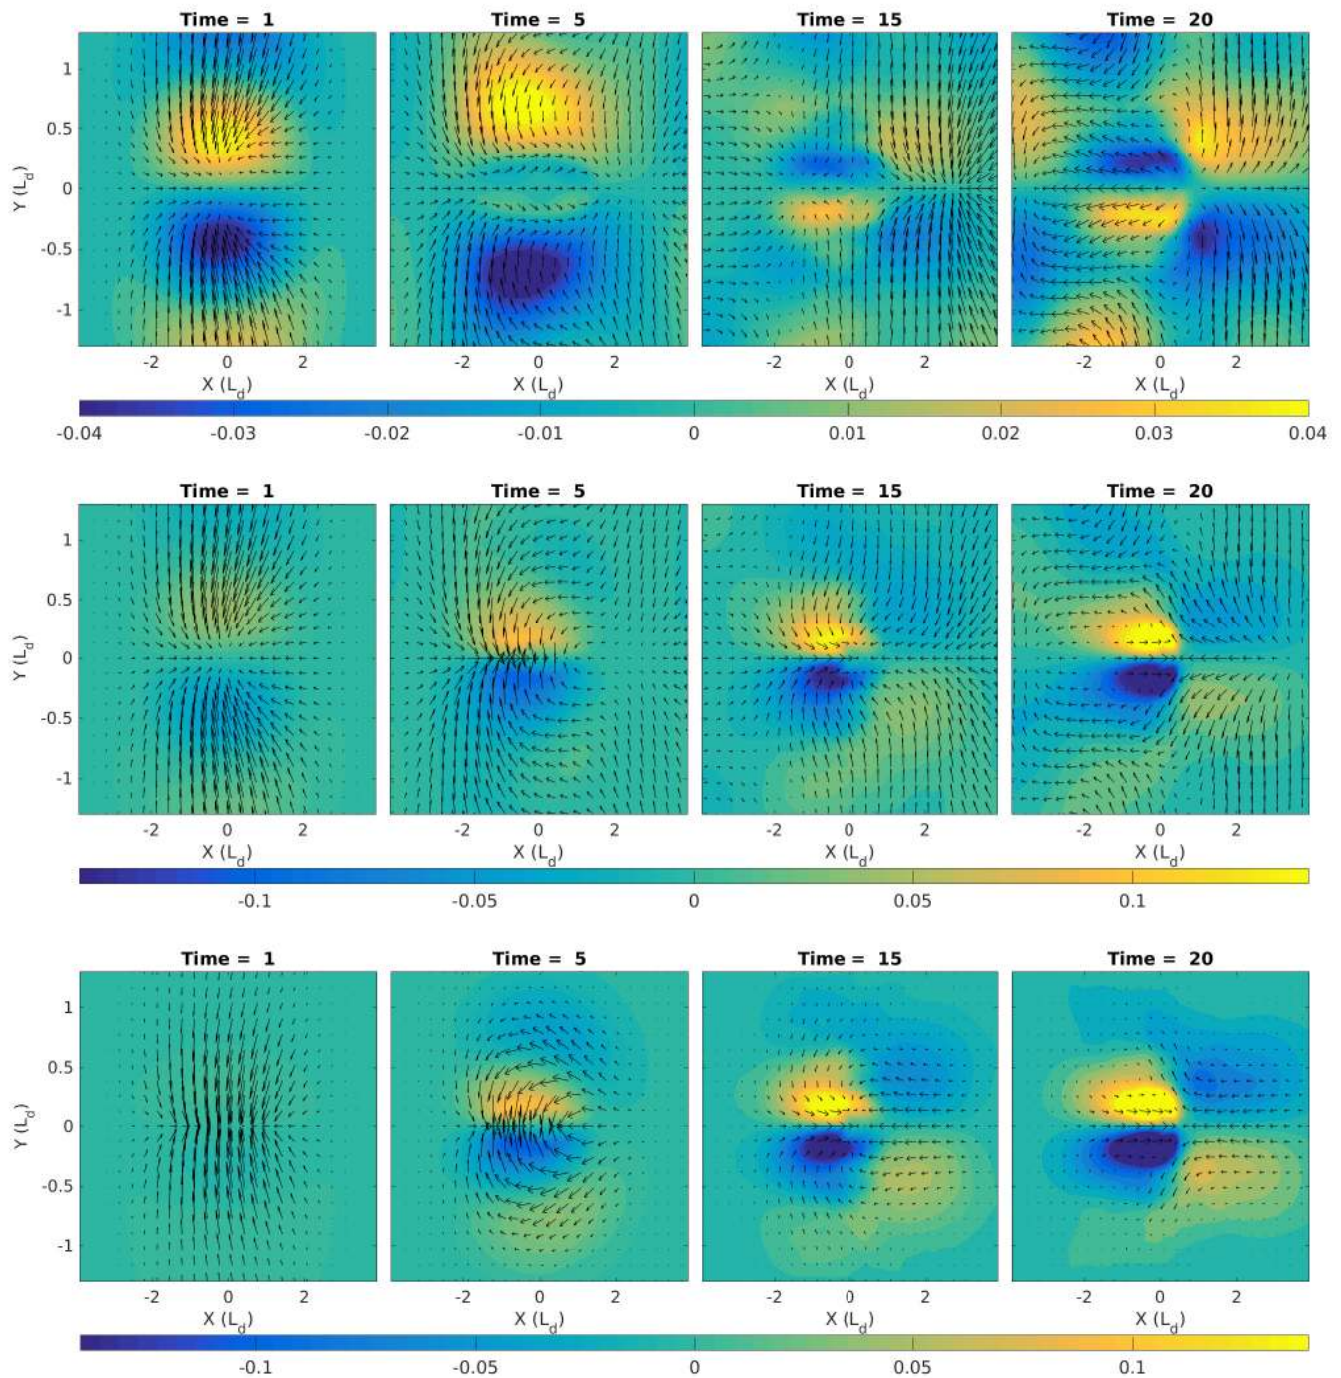 Time = 1 Time = 5 Time = 15 Time = 20
1
0.5
0
-0.5
-1
Y (L_d)
-2 0 2 -2 0 2 -2 0 2 -2 0 2
X (L_d) X (L_d) X (L_d) X (L_d)
-0.04 -0.03 -0.02 -0.01 0 0.01 0.02 0.03 0.04
Time = 1 Time = 5 Time = 15 Time = 20
1
0.5
0
-0.5
-1
Y (L_d)
-2 0 2 -2 0 2 -2 0 2 -2 0 2
X (L_d) X (L_d) X (L_d) X (L_d)
-0.1 -0.05 0 0.05 0.1
Time = 1 Time = 5 Time = 15 Time = 20
1
0.5
0
-0.5
-1
Y (L_d)
-2 0 2 -2 0 2 -2 0 2 -2 0 2
X (L_d) X (L_d) X (L_d) X (L_d)
-0.1 -0.05 0 0.05 0.1